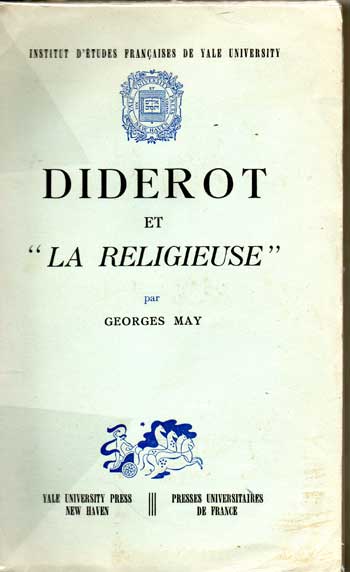 INSTITUT D'ÉTUDES FRANÇAISES DE YALE UNIVERSITY
DIDEROT
ET
"LA RELIGIEUSE"
par
GEORGES MAY
YALE UNIVERSITY PRESS
NEW HAVEN
PRESSES UNIVERSITAIRES
DE FRANCE